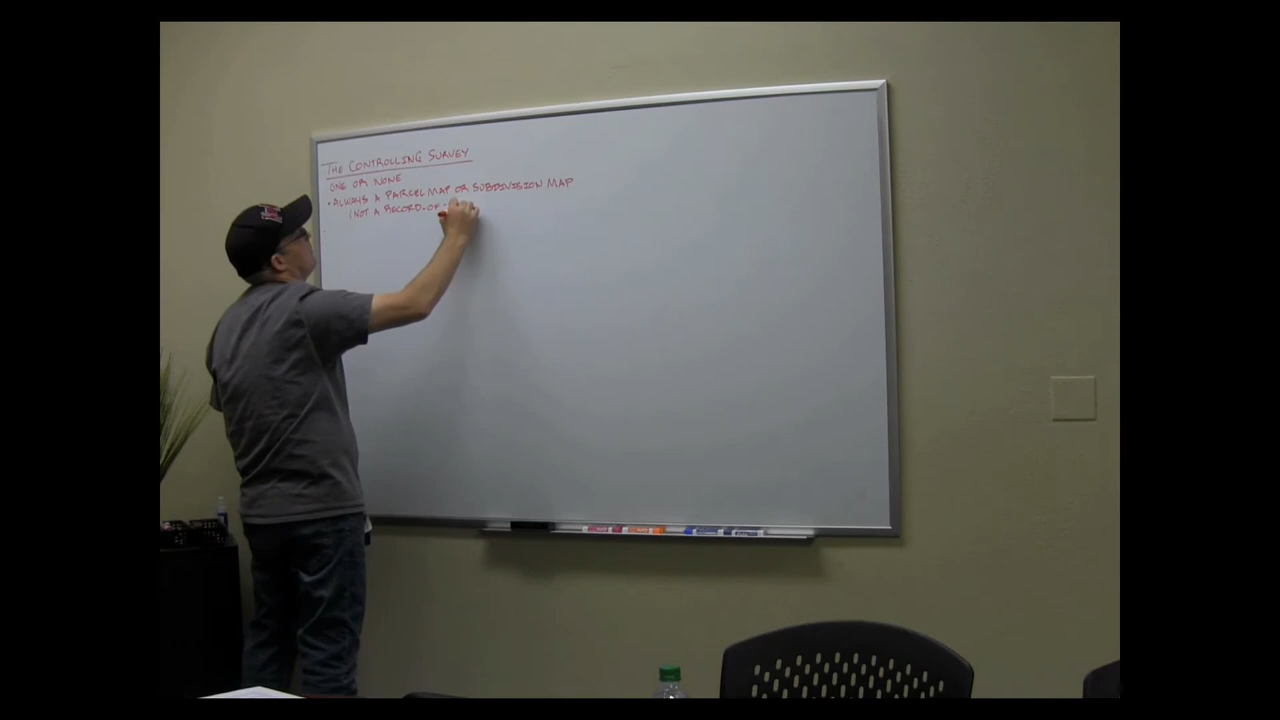 THE CONTROLLING SURVEY
ONE OR NONE
• ALWAYS A PARCEL MAP OR SUBDIVISION MAP
(NOT A RECORD-OF-